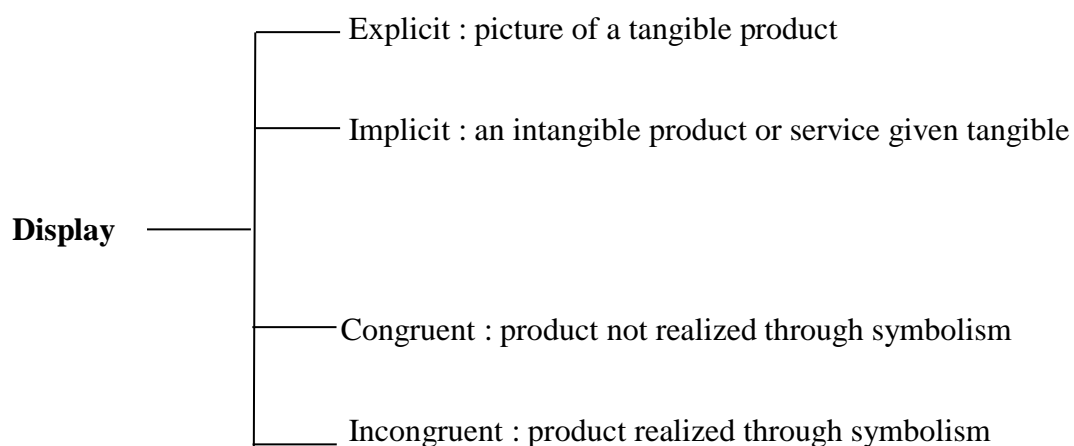 Explicit : picture of a tangible product
Implicit : an intangible product or service given tangible
Display
Congruent : product not realized through symbolism
Incongruent : product realized through symbolism